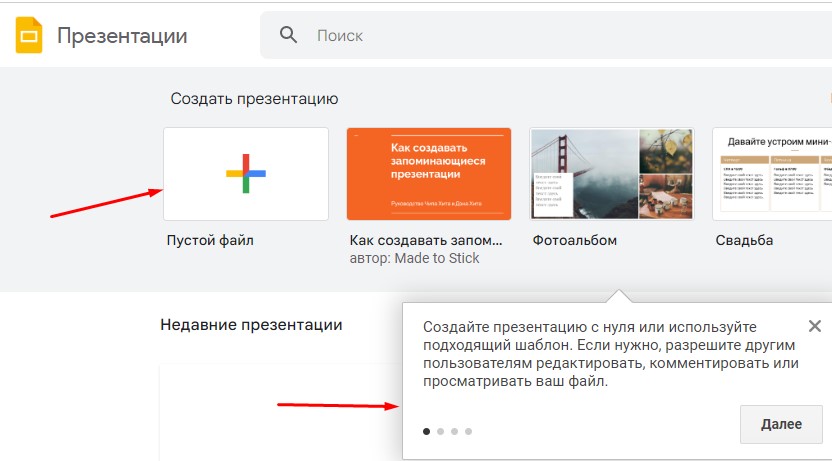 Презентации
Поиск
Создать презентацию
Как создавать
запоминающиеся
презентации
Руководство Чипа Хита и Дэна Хита
Давайте устроим мини-
Пустой файл
Как создавать запом...
Фотоальбом
Свадьба
автор: Made to Stick
Недавние презентации
Создайте презентацию с нуля или используйте
подходящий шаблон. Если нужно, разрешите другим
пользователям редактировать, комментировать или
просматривать ваш файл.
Далее